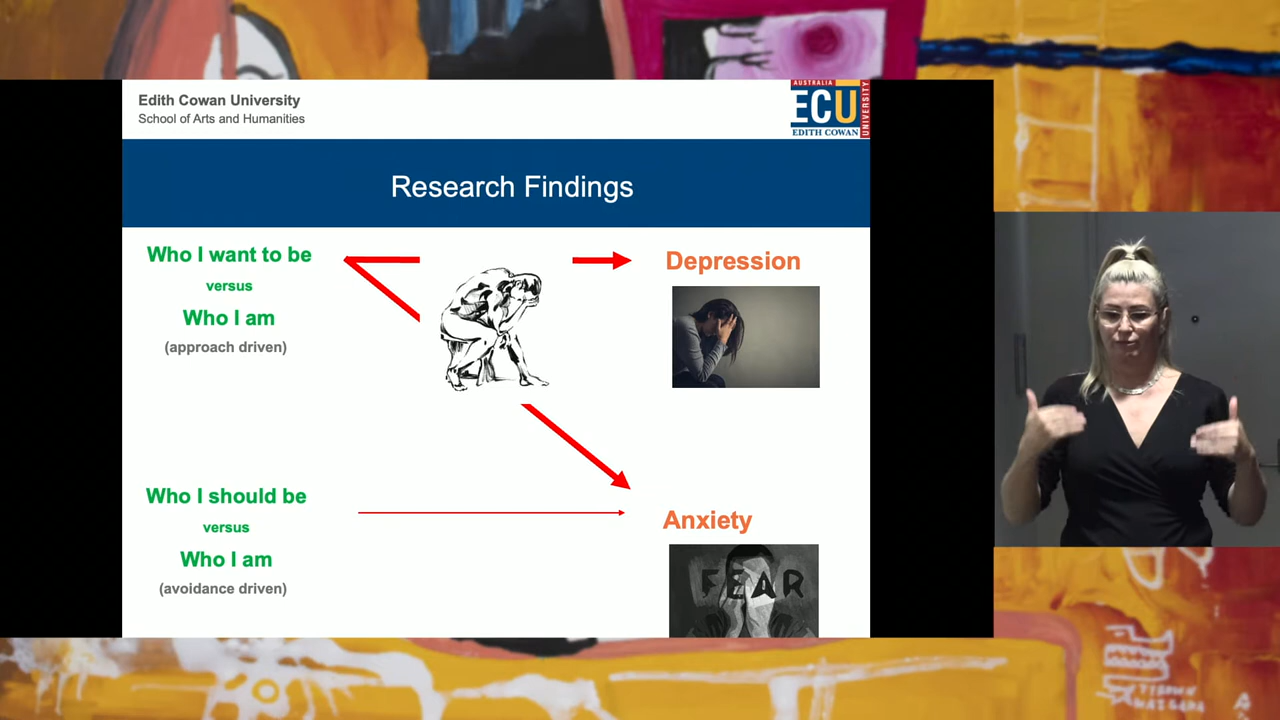 Edith Cowan University
School of Arts and Humanities
AUSTRALIA
ECU
EDITH COWAN
UNIVERSITY
Research Findings
Who I want to be
versus
Who I am
(approach driven)
Depression
Who I should be
versus
Who I am
(avoidance driven)
Anxiety
FEAR